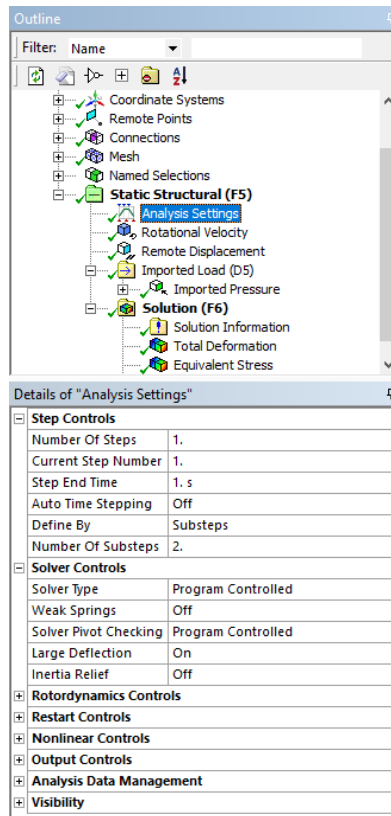 Outline
Filter: Name
Coordinate Systems
Remote Points
Connections
Mesh
Named Selections
Static Structural (F5)
Analysis Settings
Rotational Velocity
Remote Displacement
Imported Load (D5)
Imported Pressure
Solution (F6)
Solution Information
Total Deformation
Equivalent Stress
Details of "Analysis Settings"
Step Controls
Number Of Steps 1.
Current Step Number 1.
Step End Time 1. s
Auto Time Stepping Off
Define By Substeps
Number Of Substeps 2.
Solver Controls
Solver Type Program Controlled
Weak Springs Off
Solver Pivot Checking Program Controlled
Large Deflection On
Inertia Relief Off
Rotordynamics Controls
Restart Controls
Nonlinear Controls
Output Controls
Analysis Data Management
Visibility